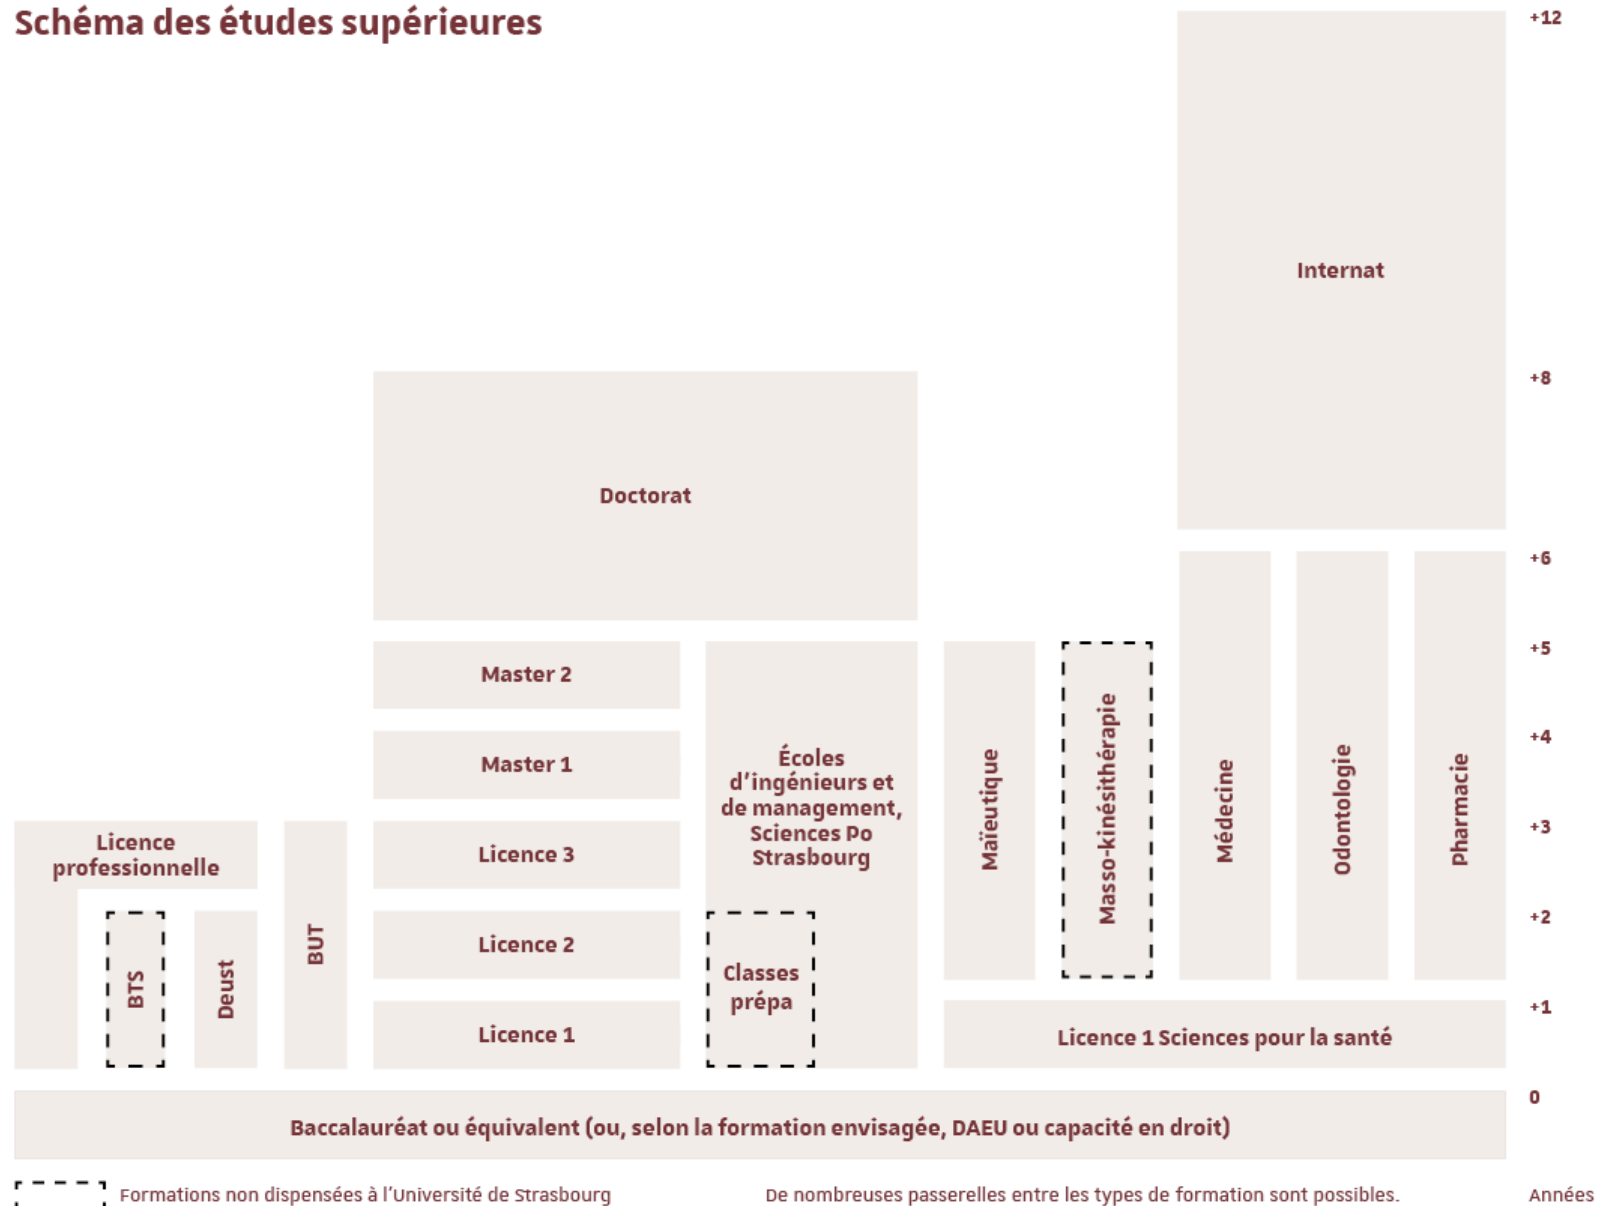 Schéma des études supérieures
+12
Internat
+8
Doctorat
+6
+5
Master 2
+4
Master 1
Écoles
d'ingénieurs et
de management,
Sciences Po
Strasbourg
Maïeutique
Masso-kinésithérapie
Médecine
Odontologie
Pharmacie
+3
Licence
professionnelle
Licence 3
+2
BTS
Deust
BUT
Licence 2
Classes
prépa
+1
Licence 1
Licence 1 Sciences pour la santé
0
Baccalauréat ou équivalent (ou, selon la formation envisagée, DAEU ou capacité en droit)
Formations non dispensées à l'Université de Strasbourg
De nombreuses passerelles entre les types de formation sont possibles.
Années